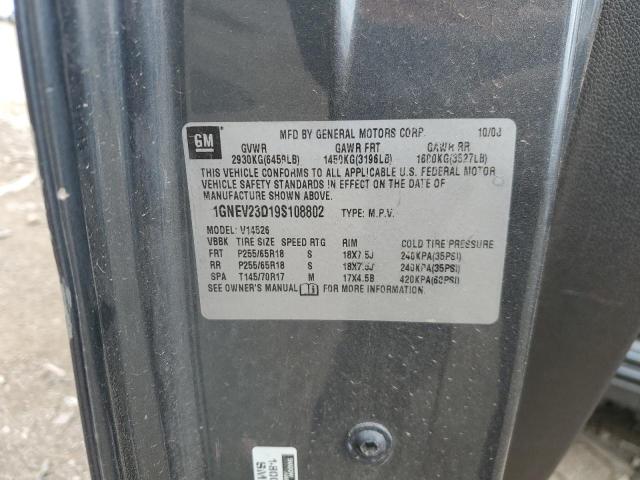 GM
MFD BY GENERAL MOTORS CORP. 10/08
GVWR GAWR FRT GAWR RR
2930KG(6459LB) 1450KG(3196LB) 1600KG(3527LB)
THIS VEHICLE CONFORMS TO ALL APPLICABLE U.S. FEDERAL MOTOR
VEHICLE SAFETY STANDARDS IN EFFECT ON THE DATE OF
MANUFACTURE SHOWN ABOVE.
1GNEV23D19S108802 TYPE: M.P.V.
MODEL: V14526
VBBK TIRE SIZE SPEED RTG RIM COLD TIRE PRESSURE
FRT P255/65R18 S 18X7.5J 240KPA(35PSI)
RR P255/65R18 S 18X7.5J 240KPA(35PSI)
SPA T145/70R17 M 17X4.5B 420KPA(60PSI)
SEE OWNER'S MANUAL FOR MORE INFORMATION.